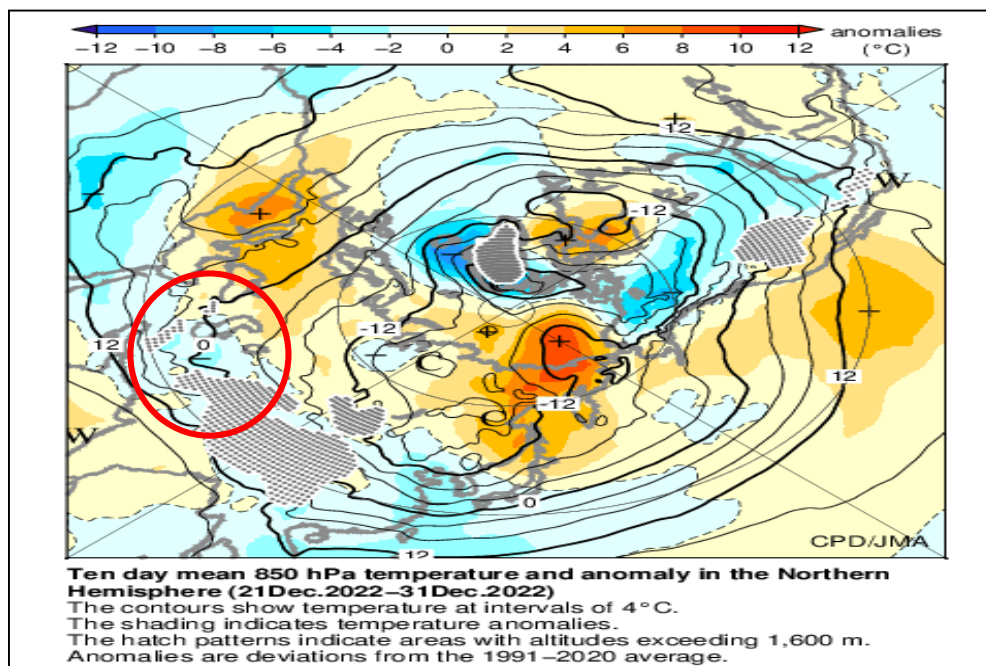 −12 −10 −8 −6 −4 −2 0 2 4 6 8 10 12 anomalies
(°C)
12
W
-12
-12
12
0
C
12
-12
W
0
12
CPD/JMA
Ten day mean 850 hPa temperature and anomaly in the Northern
Hemisphere (21Dec.2022−31Dec.2022)
The contours show temperature at intervals of 4°C.
The shading indicates temperature anomalies.
The hatch patterns indicate areas with altitudes exceeding 1,600 m.
Anomalies are deviations from the 1991−2020 average.